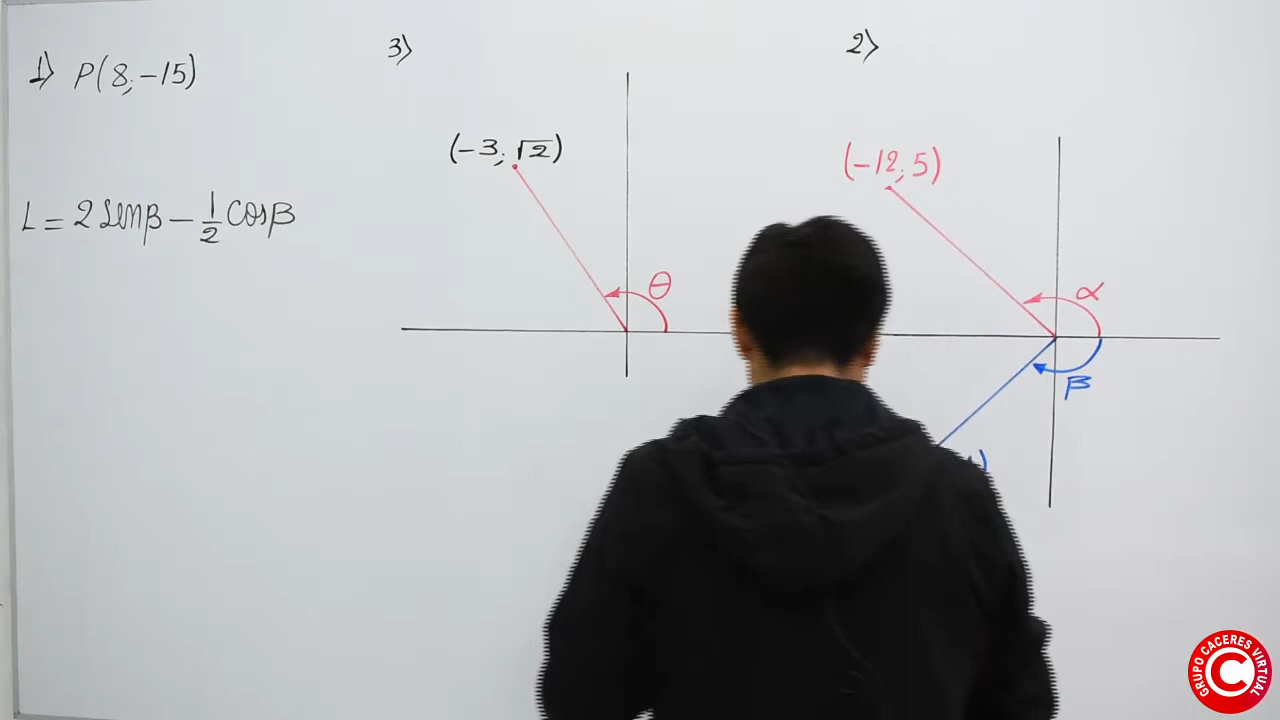 1) P(8;-15)
L = 2 Senβ - 1/2 Cosβ
3)
(-3; √2)
θ
2)
(-12; 5)
α
β
GRUPO CACERES VIRTUAL
C